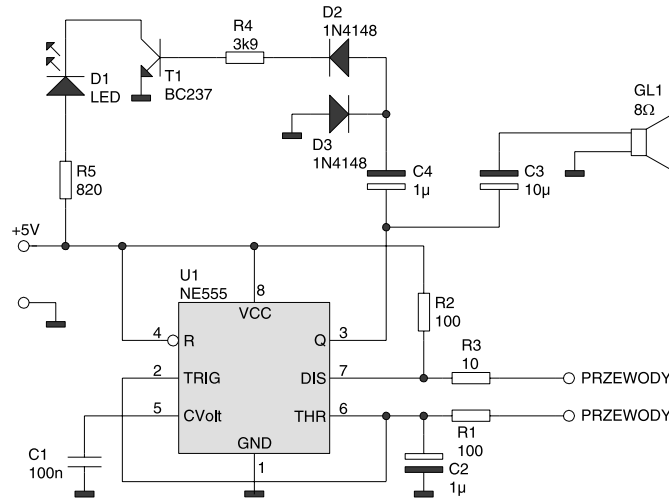 R4
3k9
D2
1N4148
D1
LED
T1
BC237
D3
1N4148
GL1
8Ω
R5
820
C4
1µ
C3
10µ
+5V
U1
NE555
8
VCC
R2
100
4
R
Q
3
R3
10
2
TRIG
DIS
7
PRZEWODY
5
CVolt
THR
6
PRZEWODY
R1
100
GND
1
C1
100n
C2
1µ